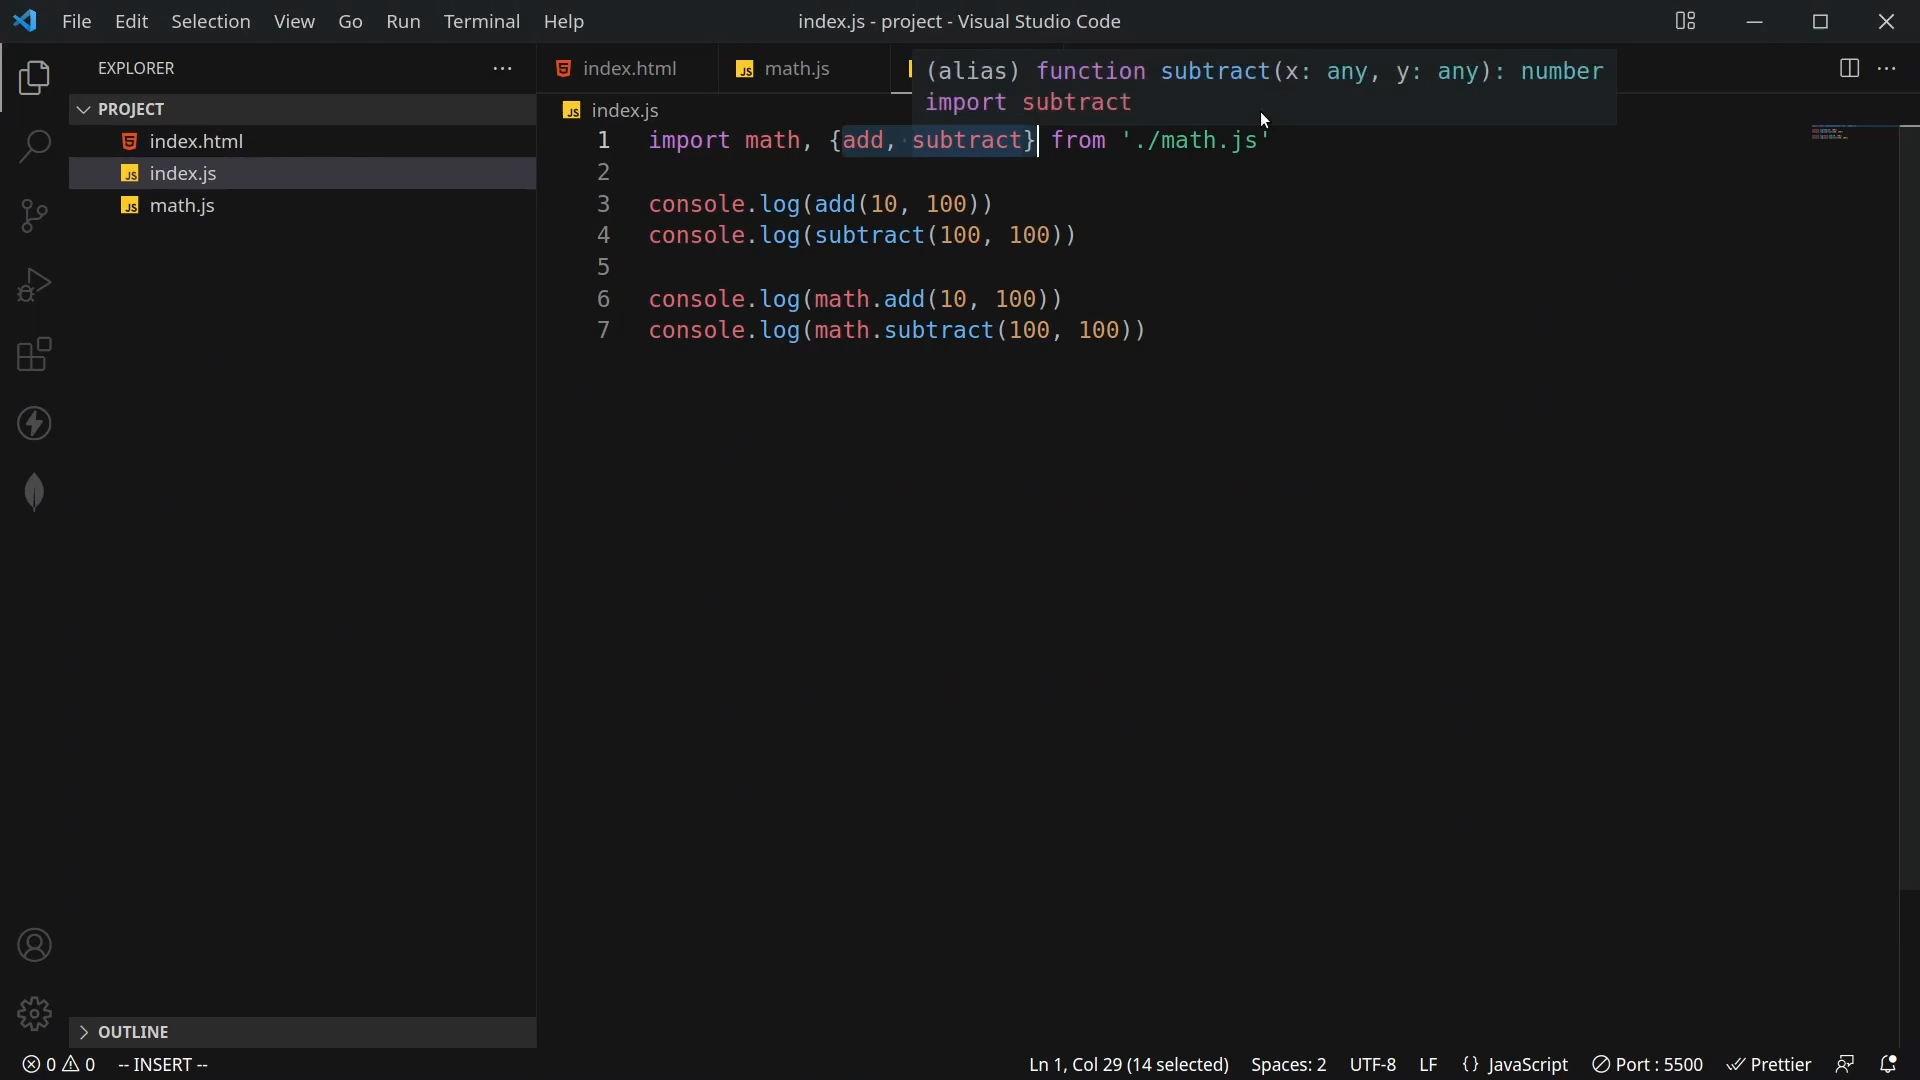 File Edit Selection View Go Run Terminal Help
index.js - project - Visual Studio Code
EXPLORER
index.html
math.js
(alias) function subtract(x: any, y: any): number
import subtract
PROJECT
index.html
index.js
math.js
index.js
1 import math, {add, subtract} from './math.js'
2
3 console.log(add(10, 100))
4 console.log(subtract(100, 100))
5
6 console.log(math.add(10, 100))
7 console.log(math.subtract(100, 100))
OUTLINE
0 0 -- INSERT --
Ln 1, Col 29 (14 selected) Spaces: 2 UTF-8 LF {} JavaScript Port : 5500 Prettier